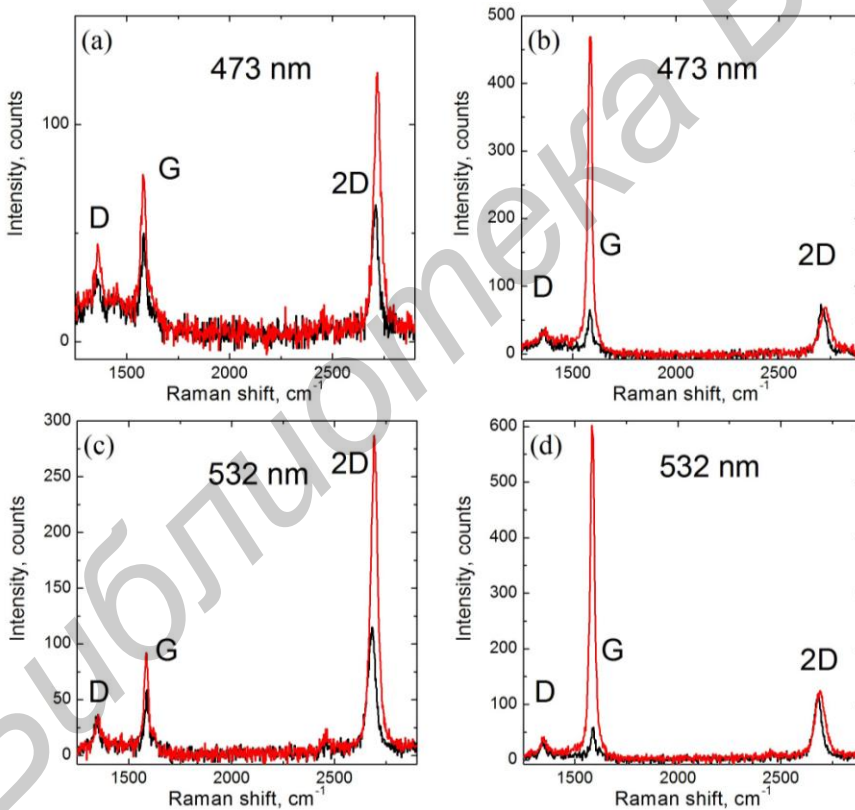 (a)
473 nm
D
G
2D
100
0
1500
2000
2500
Intensity, counts
Raman shift, cm⁻¹
(b)
473 nm
D
G
2D
500
400
300
200
100
0
1500
2000
2500
Intensity, counts
Raman shift, cm⁻¹
(c)
532 nm
D
G
2D
300
250
200
150
100
50
0
1500
2000
2500
Intensity, counts
Raman shift, cm⁻¹
(d)
532 nm
D
G
2D
600
500
400
300
200
100
0
1500
2000
2500
Intensity, counts
Raman shift, cm⁻¹
Библиотека